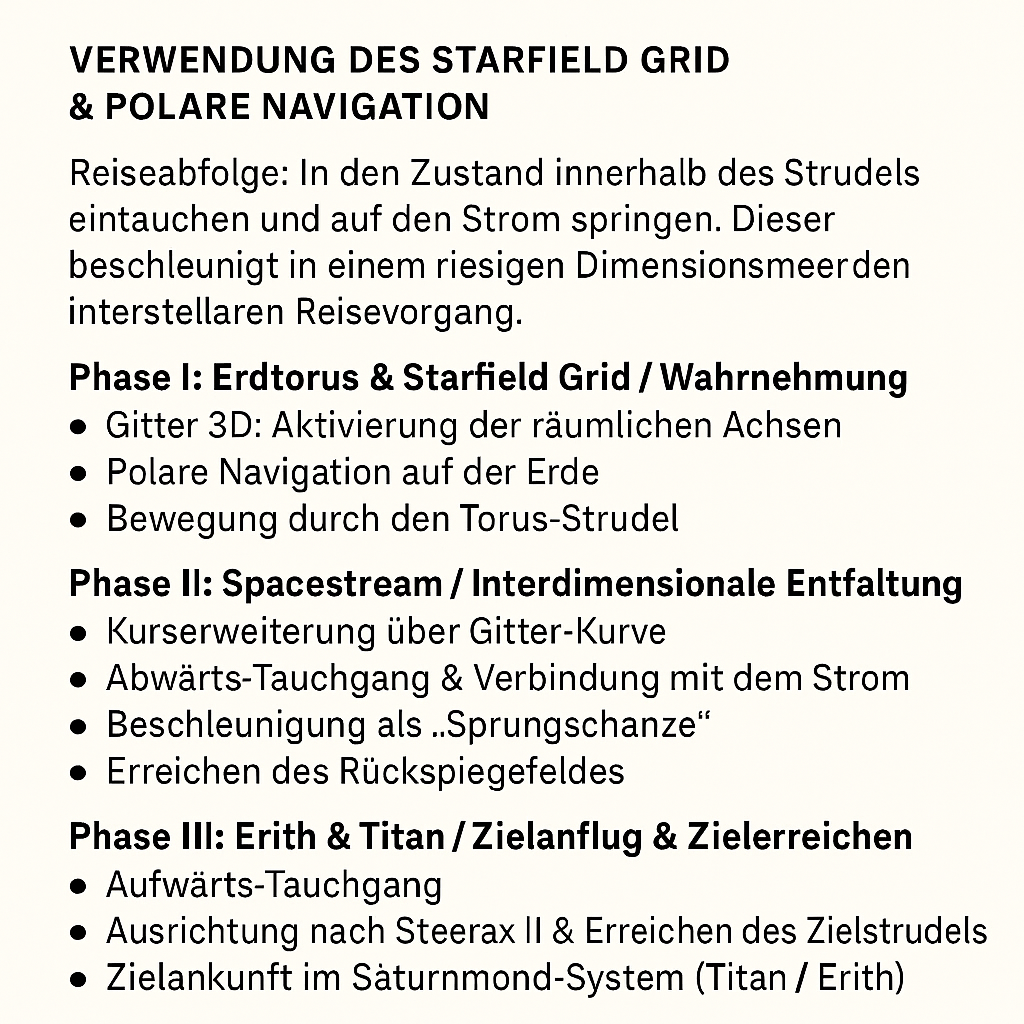 VERWENDUNG DES STARFIELD GRID
& POLARE NAVIGATION
Reiseabfolge: In den Zustand innerhalb des Strudels
eintauchen und auf den Strom springen. Dieser
beschleunigt in einem riesigen Dimensionsmeerden
interstellaren Reisevorgang.
Phase I: Erdtorus & Starfield Grid / Wahrnehmung
• Gitter 3D: Aktivierung der räumlichen Achsen
• Polare Navigation auf der Erde
• Bewegung durch den Torus-Strudel
Phase II: Spacestream / Interdimensionale Entfaltung
• Kurserweiterung über Gitter-Kurve
• Abwärts-Tauchgang & Verbindung mit dem Strom
• Beschleunigung als „Sprungschanze“
• Erreichen des Rückspiegefeldes
Phase III: Erith & Titan / Zielanflug & Zielerreichen
• Aufwärts-Tauchgang
• Ausrichtung nach Steerax II & Erreichen des Zielstrudels
• Zielankunft im Sȧturnmond-System (Titan / Erith)